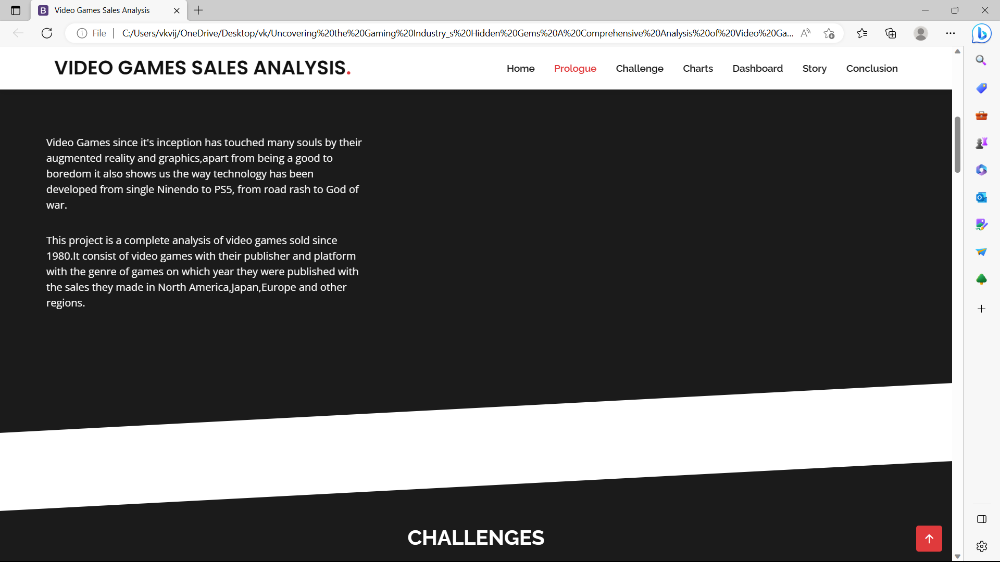 Video Games Sales Analysis
File
C:/Users/vkvij/OneDrive/Desktop/vk/Uncovering%20the%20Gaming%20Industry_s%20Hidden%20Gems%20A%20Comprehensive%20Analysis%20of%20Video%20Ga...
VIDEO GAMES SALES ANALYSIS.
Home Prologue Challenge Charts Dashboard Story Conclusion
Video Games since it's inception has touched many souls by their
augmented reality and graphics,apart from being a good to
boredom it also shows us the way technology has been
developed from single Ninendo to PS5, from road rash to God of
war.
This project is a complete analysis of video games sold since
1980.It consist of video games with their publisher and platform
with the genre of games on which year they were published with
the sales they made in North America,Japan,Europe and other
regions.
CHALLENGES